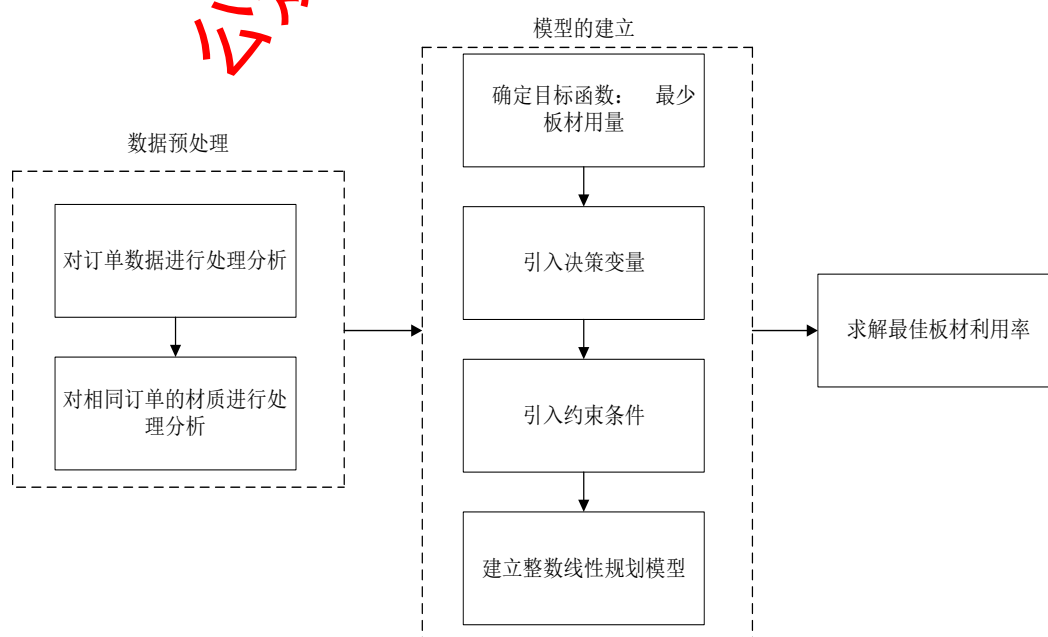 公
数据预处理
对订单数据进行处理分析
对相同订单的材质进行处
理分析
模型的建立
确定目标函数： 最少
板材用量
引入决策变量
引入约束条件
建立整数线性规划模型
求解最佳板材利用率